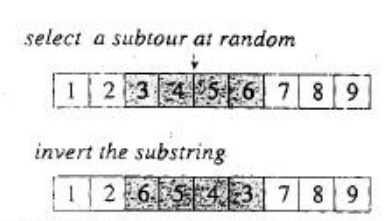 select a subtour at random
1 2 3 4 5 6 7 8 9
invert the substring
1 2 6 5 4 3 7 8 9